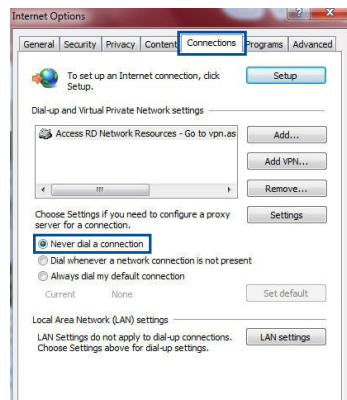 Internet Options
General Security Privacy Content Connections Programs Advanced
To set up an Internet connection, click
Setup.
Setup
Dial-up and Virtual Private Network settings
Access RD Network Resources - Go to vpn.as
Add...
Add VPN...
Remove...
Choose Settings if you need to configure a proxy
server for a connection.
Settings
Never dial a connection
Dial whenever a network connection is not present
Always dial my default connection
Current None
Set default
Local Area Network (LAN) settings
LAN Settings do not apply to dial-up connections.
Choose Settings above for dial-up settings.
LAN settings